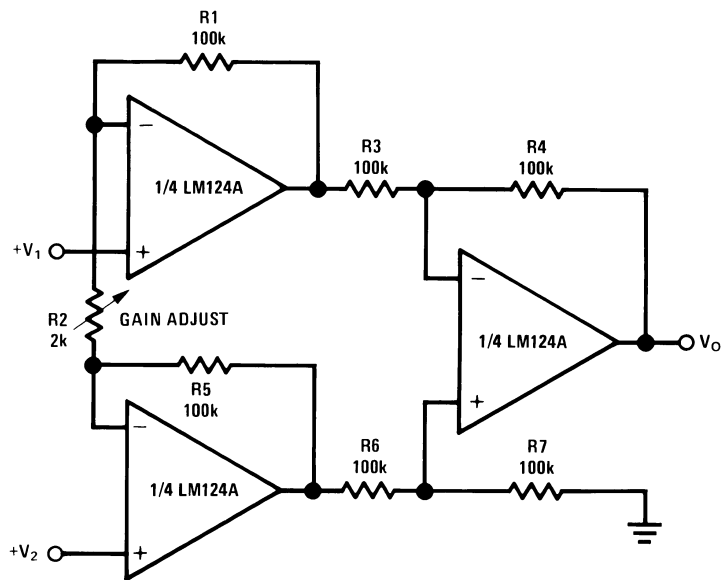 R1
100k
−
1/4 LM124A
+V1
+
R3
100k
R4
100k
−
1/4 LM124A
+
VO
R2
2k
GAIN ADJUST
R5
100k
−
1/4 LM124A
+V2
+
R6
100k
R7
100k